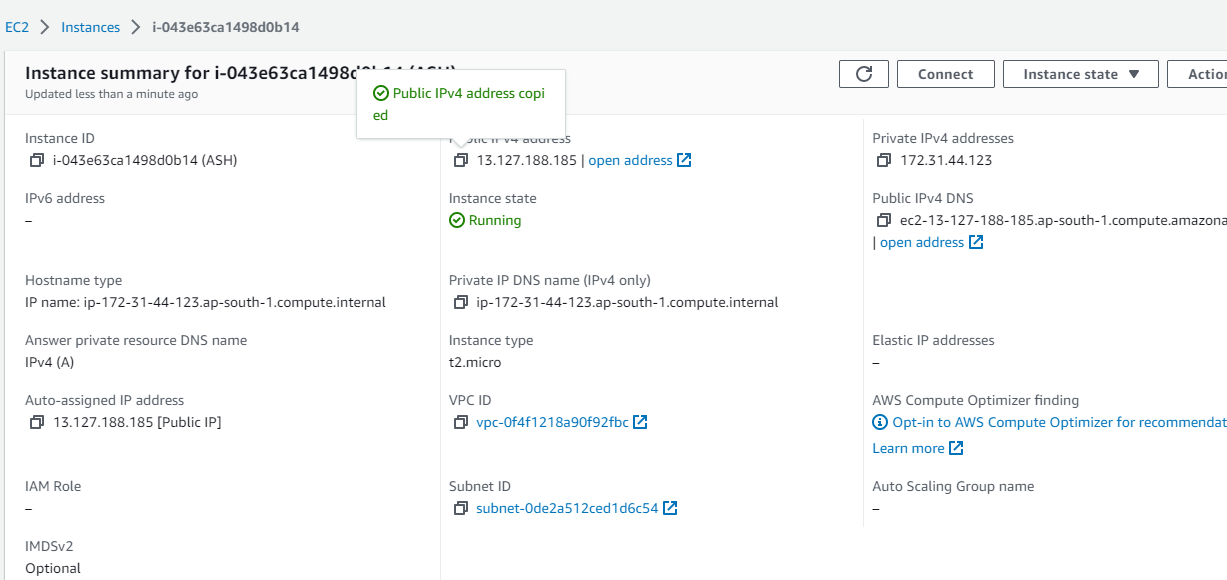 EC2 > Instances > i-043e63ca1498d0b14
Instance summary for i-043e63ca1498d0b14 (ASH)
Updated less than a minute ago
Connect
Instance state
Public IPv4 address copi
ed
Instance ID
i-043e63ca1498d0b14 (ASH)
Public IPv4 address
13.127.188.185 | open address
Private IPv4 addresses
172.31.44.123
IPv6 address
–
Instance state
Running
Public IPv4 DNS
ec2-13-127-188-185.ap-south-1.compute.amazona
| open address
Hostname type
IP name: ip-172-31-44-123.ap-south-1.compute.internal
Private IP DNS name (IPv4 only)
ip-172-31-44-123.ap-south-1.compute.internal
Answer private resource DNS name
IPv4 (A)
Instance type
t2.micro
Elastic IP addresses
–
Auto-assigned IP address
13.127.188.185 [Public IP]
VPC ID
vpc-0f4f1218a90f92fbc
AWS Compute Optimizer finding
Opt-in to AWS Compute Optimizer for recommendat
Learn more
IAM Role
–
Subnet ID
subnet-0de2a512ced1d6c54
Auto Scaling Group name
–
IMDSv2
Optional